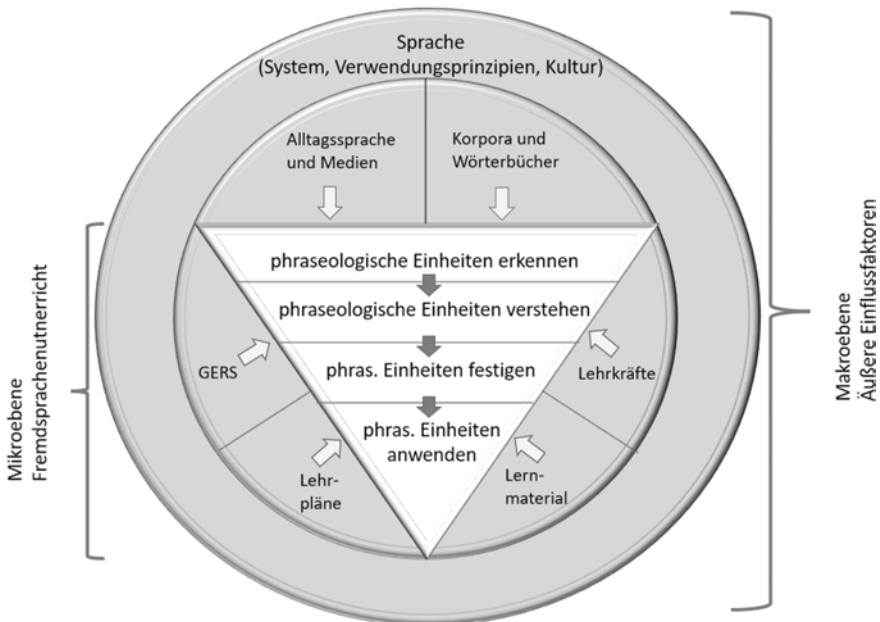 Sprache
(System, Verwendungsprinzipien, Kultur)
Alltagssprache
und Medien
Korpora und
Wörterbücher
phraseologische Einheiten erkennen
phraseologische Einheiten verstehen
phras. Einheiten festigen
phras. Einheiten
anwenden
GERS
Lehrkräfte
Lehr-
pläne
Lern-
material
Mikroebene
Fremdsprachenutnerricht
Makroebene
Äußere Einflussfaktoren